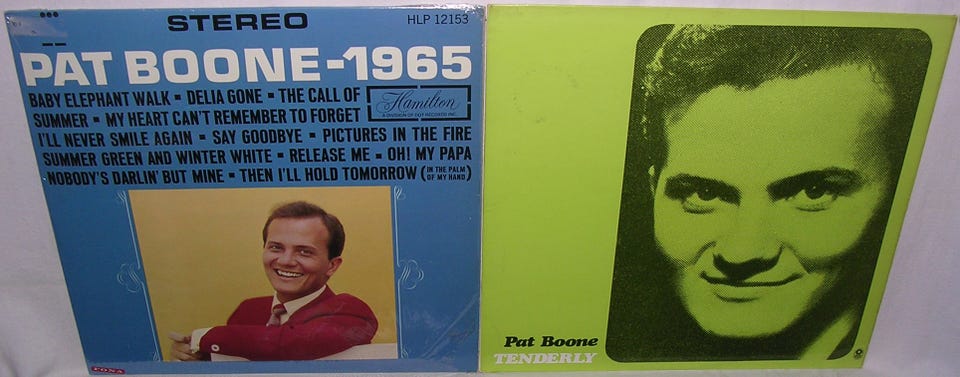 STEREO
HLP 12153
PAT BOONE-1965
BABY ELEPHANT WALK ▪ DELIA GONE ▪ THE CALL OF
SUMMER ▪ MY HEART CAN'T REMEMBER TO FORGET
Hamilton
A DIVISION OF DOT RECORDS INC.
I'LL NEVER SMILE AGAIN ▪ SAY GOODBYE ▪ PICTURES IN THE FIRE
SUMMER GREEN AND WINTER WHITE ▪ RELEASE ME ▪ OH! MY PAPA
NOBODY'S DARLIN' BUT MINE ▪ THEN I'LL HOLD TOMORROW (IN THE PALM OF MY HAND)
Pat Boone
TENDERLY